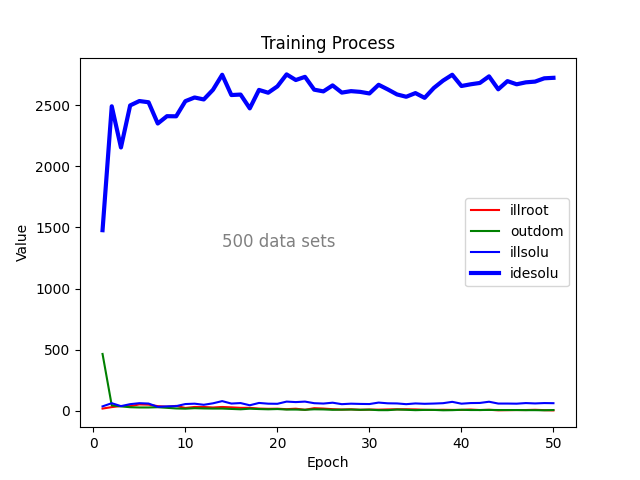 Training Process
Value
2500
2000
1500
1000
500
0
500 data sets
illroot
outdom
illsolu
idesolu
0 10 20 30 40 50
Epoch